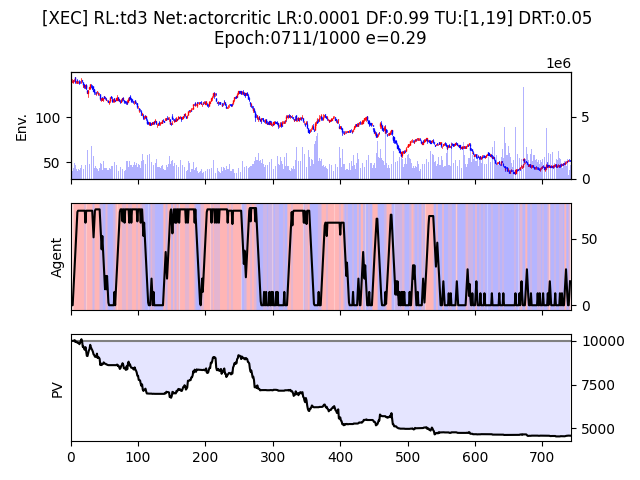 [XEC] RL:td3 Net:actorcritic LR:0.0001 DF:0.99 TU:[1,19] DRT:0.05
Epoch:0711/1000 e=0.29
1e6
Env.
100
50
5
0
Agent
50
0
PV
10000
7500
5000
0 100 200 300 400 500 600 700